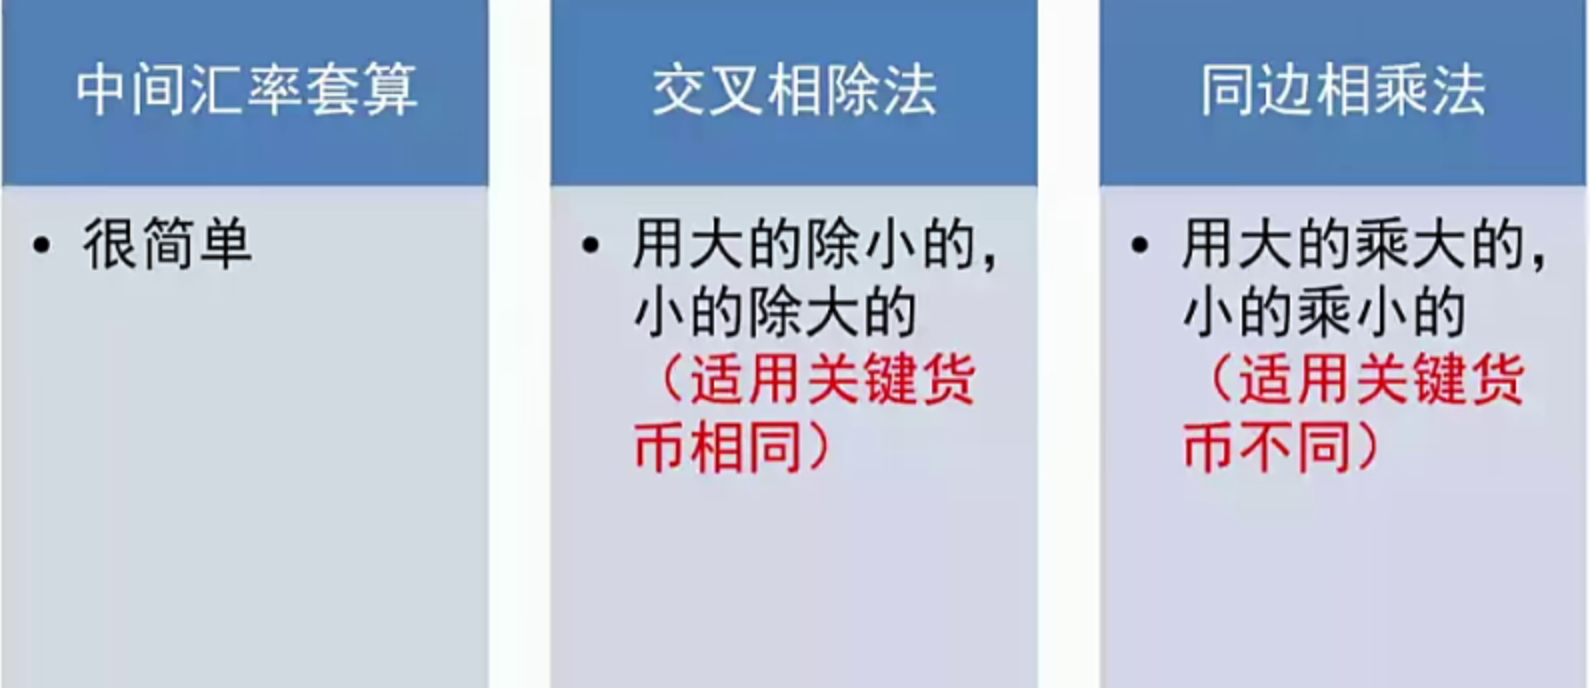 中间汇率套算
• 很简单
交叉相除法
• 用大的除小的，
小的除大的
（适用关键货
币相同）
同边相乘法
• 用大的乘大的，
小的乘小的
（适用关键货
币不同）